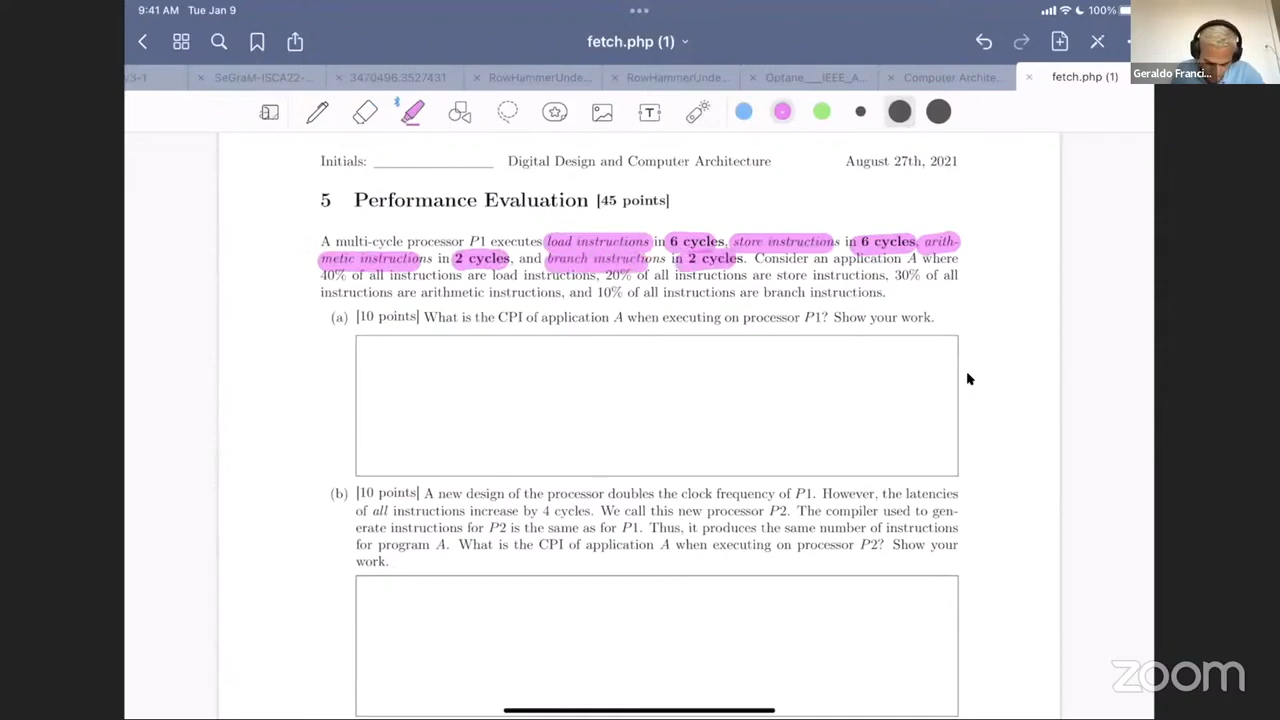 9:41 AM Tue Jan 9
100%
fetch.php (1)
SeGraM-ISCA22-...
3470496.3527431
RowHammerUnde...
RowHammerUnde...
Optane___IEEE_A...
Computer Archite...
fetch.php (1)
Geraldo Franci...
Initials: Digital Design and Computer Architecture August 27th, 2021
5 Performance Evaluation [45 points]
A multi-cycle processor P1 executes load instructions in 6 cycles, store instructions in 6 cycles, arith-
metic instructions in 2 cycles, and branch instructions in 2 cycles. Consider an application A where
40% of all instructions are load instructions, 20% of all instructions are store instructions, 30% of all
instructions are arithmetic instructions, and 10% of all instructions are branch instructions.
(a) [10 points] What is the CPI of application A when executing on processor P1? Show your work.
(b) [10 points] A new design of the processor doubles the clock frequency of P1. However, the latencies
of all instructions increase by 4 cycles. We call this new processor P2. The compiler used to gen-
erate instructions for P2 is the same as for P1. Thus, it produces the same number of instructions
for program A. What is the CPI of application A when executing on processor P2? Show your
work.
zoom